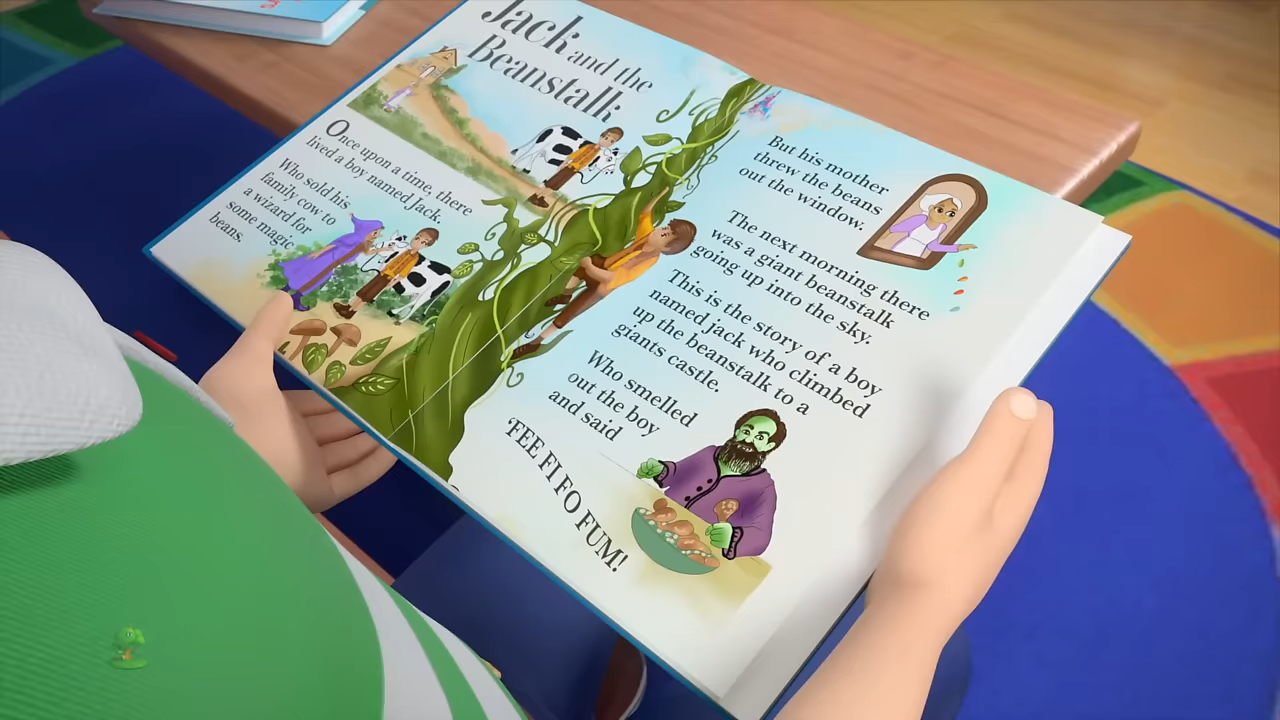 Jack and the
Beanstalk
Once upon a time, there
lived a boy named Jack,
Who sold his
family cow to
a wizard for
some magic
beans.
But his mother
threw the beans
out the window.
The next morning there
was a giant beanstalk
going up into the sky.
This is the story of a boy
named jack who climbed
up the beanstalk to a
giants castle.
Who smelled
out the boy
and said
'FEE FI FO FUM!